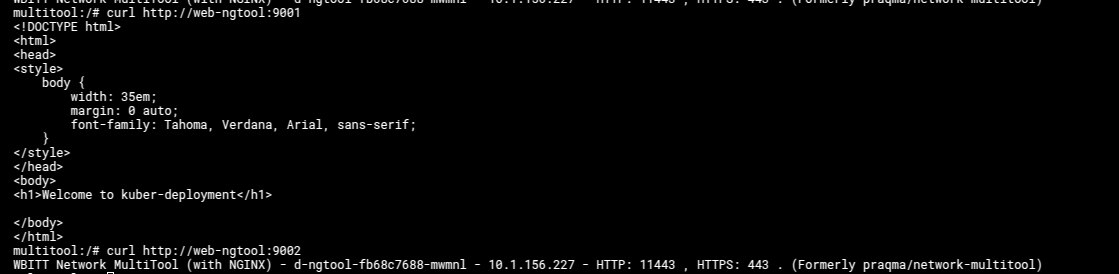 WBITT Network MultiTool (with NGINX) - d-ngtool-fb68c7688-mwmnl - 10.1.156.227 - HTTP: 11443 , HTTPS: 443 . (Formerly praqma/network-multitool)
multitool:/# curl http://web-ngtool:9001
<!DOCTYPE html>
<html>
<head>
<style>
    body {
        width: 35em;
        margin: 0 auto;
        font-family: Tahoma, Verdana, Arial, sans-serif;
    }
</style>
</head>
<body>
<h1>Welcome to kuber-deployment</h1>

</body>
</html>
multitool:/# curl http://web-ngtool:9002
WBITT Network MultiTool (with NGINX) - d-ngtool-fb68c7688-mwmnl - 10.1.156.227 - HTTP: 11443 , HTTPS: 443 . (Formerly praqma/network-multitool)